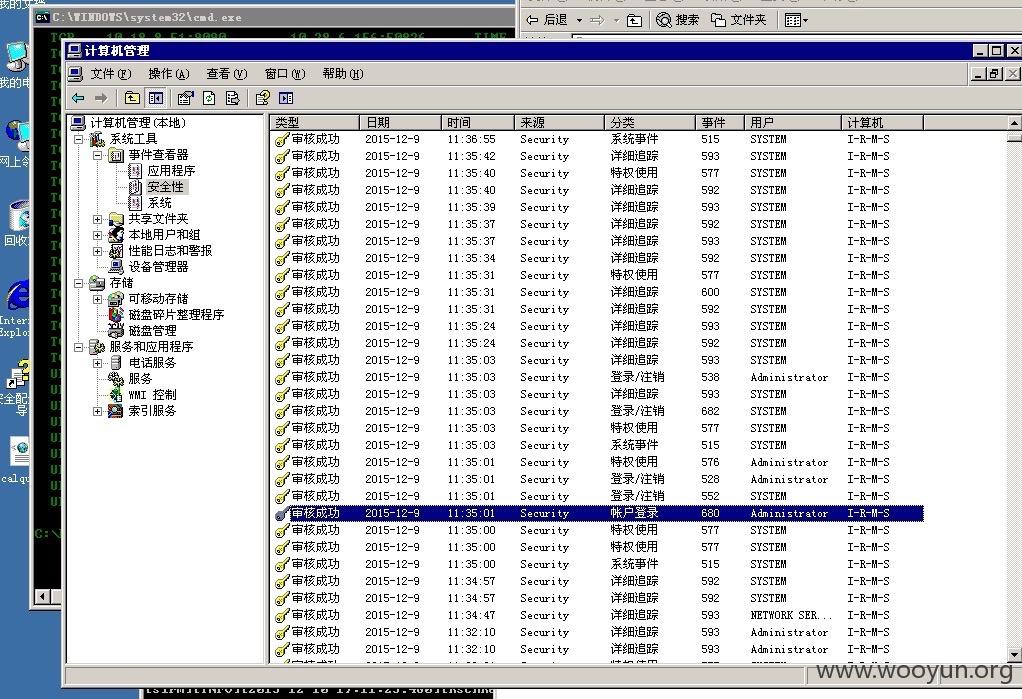 C:\WINDOWS\system32\cmd.exe
后退
搜索
文件夹
计算机管理
文件(F) 操作(A) 查看(V) 窗口(W) 帮助(H)
计算机管理(本地)
系统工具
事件查看器
应用程序
安全性
系统
共享文件夹
本地用户和组
性能日志和警报
设备管理器
存储
可移动存储
磁盘碎片整理程序
磁盘管理
服务和应用程序
电话服务
服务
WMI 控制
索引服务
类型 日期 时间 来源 分类 事件 用户 计算机
审核成功 2015-12-9 11:36:55 Security 系统事件 515 SYSTEM I-R-M-S
审核成功 2015-12-9 11:35:42 Security 详细追踪 593 SYSTEM I-R-M-S
审核成功 2015-12-9 11:35:40 Security 特权使用 577 SYSTEM I-R-M-S
审核成功 2015-12-9 11:35:40 Security 详细追踪 592 SYSTEM I-R-M-S
审核成功 2015-12-9 11:35:39 Security 详细追踪 593 SYSTEM I-R-M-S
审核成功 2015-12-9 11:35:37 Security 详细追踪 592 SYSTEM I-R-M-S
审核成功 2015-12-9 11:35:37 Security 详细追踪 593 SYSTEM I-R-M-S
审核成功 2015-12-9 11:35:34 Security 详细追踪 592 SYSTEM I-R-M-S
审核成功 2015-12-9 11:35:31 Security 特权使用 577 SYSTEM I-R-M-S
审核成功 2015-12-9 11:35:31 Security 详细追踪 600 SYSTEM I-R-M-S
审核成功 2015-12-9 11:35:31 Security 详细追踪 592 SYSTEM I-R-M-S
审核成功 2015-12-9 11:35:24 Security 详细追踪 593 SYSTEM I-R-M-S
审核成功 2015-12-9 11:35:24 Security 详细追踪 592 SYSTEM I-R-M-S
审核成功 2015-12-9 11:35:03 Security 详细追踪 593 SYSTEM I-R-M-S
审核成功 2015-12-9 11:35:03 Security 登录/注销 538 Administrator I-R-M-S
审核成功 2015-12-9 11:35:03 Security 详细追踪 593 SYSTEM I-R-M-S
审核成功 2015-12-9 11:35:03 Security 登录/注销 682 SYSTEM I-R-M-S
审核成功 2015-12-9 11:35:03 Security 特权使用 577 SYSTEM I-R-M-S
审核成功 2015-12-9 11:35:03 Security 系统事件 515 SYSTEM I-R-M-S
审核成功 2015-12-9 11:35:01 Security 特权使用 576 Administrator I-R-M-S
审核成功 2015-12-9 11:35:01 Security 登录/注销 528 Administrator I-R-M-S
审核成功 2015-12-9 11:35:01 Security 登录/注销 552 SYSTEM I-R-M-S
审核成功 2015-12-9 11:35:01 Security 帐户登录 680 Administrator I-R-M-S
审核成功 2015-12-9 11:35:00 Security 特权使用 577 SYSTEM I-R-M-S
审核成功 2015-12-9 11:35:00 Security 特权使用 577 SYSTEM I-R-M-S
审核成功 2015-12-9 11:35:00 Security 系统事件 515 SYSTEM I-R-M-S
审核成功 2015-12-9 11:34:57 Security 详细追踪 592 SYSTEM I-R-M-S
审核成功 2015-12-9 11:34:57 Security 详细追踪 592 SYSTEM I-R-M-S
审核成功 2015-12-9 11:34:47 Security 详细追踪 593 NETWORK SER... I-R-M-S
审核成功 2015-12-9 11:32:10 Security 详细追踪 593 Administrator I-R-M-S
审核成功 2015-12-9 11:32:10 Security 详细追踪 593 Administrator I-R-M-S
www.wooyun.org